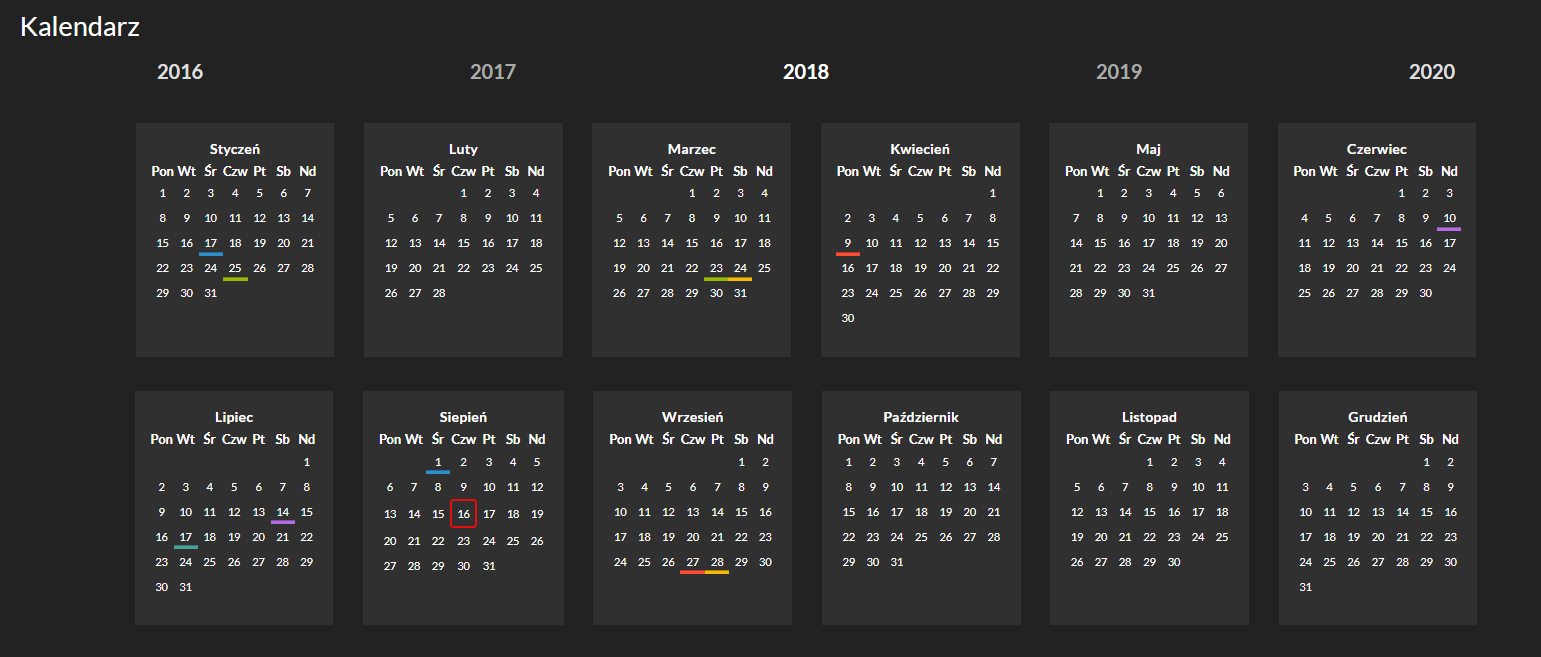 Kalendarz
2016 2017 2018 2019 2020
Styczeń
Pon Wt Śr Czw Pt Sb Nd
1 2 3 4 5 6 7
8 9 10 11 12 13 14
15 16 17 18 19 20 21
22 23 24 25 26 27 28
29 30 31
Luty
Pon Wt Śr Czw Pt Sb Nd
1 2 3 4
5 6 7 8 9 10 11
12 13 14 15 16 17 18
19 20 21 22 23 24 25
26 27 28
Marzec
Pon Wt Śr Czw Pt Sb Nd
1 2 3 4
5 6 7 8 9 10 11
12 13 14 15 16 17 18
19 20 21 22 23 24 25
26 27 28 29 30 31
Kwiecień
Pon Wt Śr Czw Pt Sb Nd
1
2 3 4 5 6 7 8
9 10 11 12 13 14 15
16 17 18 19 20 21 22
23 24 25 26 27 28 29
30
Maj
Pon Wt Śr Czw Pt Sb Nd
1 2 3 4 5 6
7 8 9 10 11 12 13
14 15 16 17 18 19 20
21 22 23 24 25 26 27
28 29 30 31
Czerwiec
Pon Wt Śr Czw Pt Sb Nd
1 2 3
4 5 6 7 8 9 10
11 12 13 14 15 16 17
18 19 20 21 22 23 24
25 26 27 28 29 30
Lipiec
Pon Wt Śr Czw Pt Sb Nd
1
2 3 4 5 6 7 8
9 10 11 12 13 14 15
16 17 18 19 20 21 22
23 24 25 26 27 28 29
30 31
Siepień
Pon Wt Śr Czw Pt Sb Nd
1 2 3 4 5
6 7 8 9 10 11 12
13 14 15 16 17 18 19
20 21 22 23 24 25 26
27 28 29 30 31
Wrzesień
Pon Wt Śr Czw Pt Sb Nd
1 2
3 4 5 6 7 8 9
10 11 12 13 14 15 16
17 18 19 20 21 22 23
24 25 26 27 28 29 30
Październik
Pon Wt Śr Czw Pt Sb Nd
1 2 3 4 5 6 7
8 9 10 11 12 13 14
15 16 17 18 19 20 21
22 23 24 25 26 27 28
29 30 31
Listopad
Pon Wt Śr Czw Pt Sb Nd
1 2 3 4
5 6 7 8 9 10 11
12 13 14 15 16 17 18
19 20 21 22 23 24 25
26 27 28 29 30
Grudzień
Pon Wt Śr Czw Pt Sb Nd
1 2
3 4 5 6 7 8 9
10 11 12 13 14 15 16
17 18 19 20 21 22 23
24 25 26 27 28 29 30
31